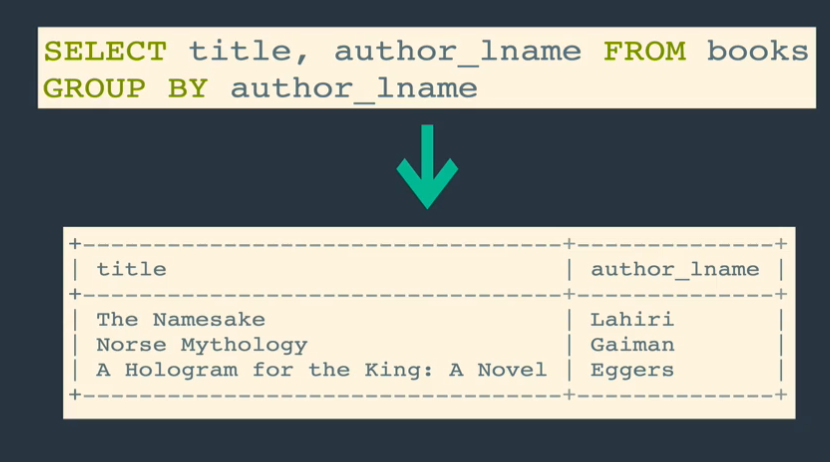 SELECT title, author_lname FROM books
GROUP BY author_lname
+----------------------------------+--------------+
| title                            | author_lname |
+----------------------------------+--------------+
| The Namesake                     | Lahiri       |
| Norse Mythology                  | Gaiman       |
| A Hologram for the King: A Novel | Eggers       |
+----------------------------------+--------------+